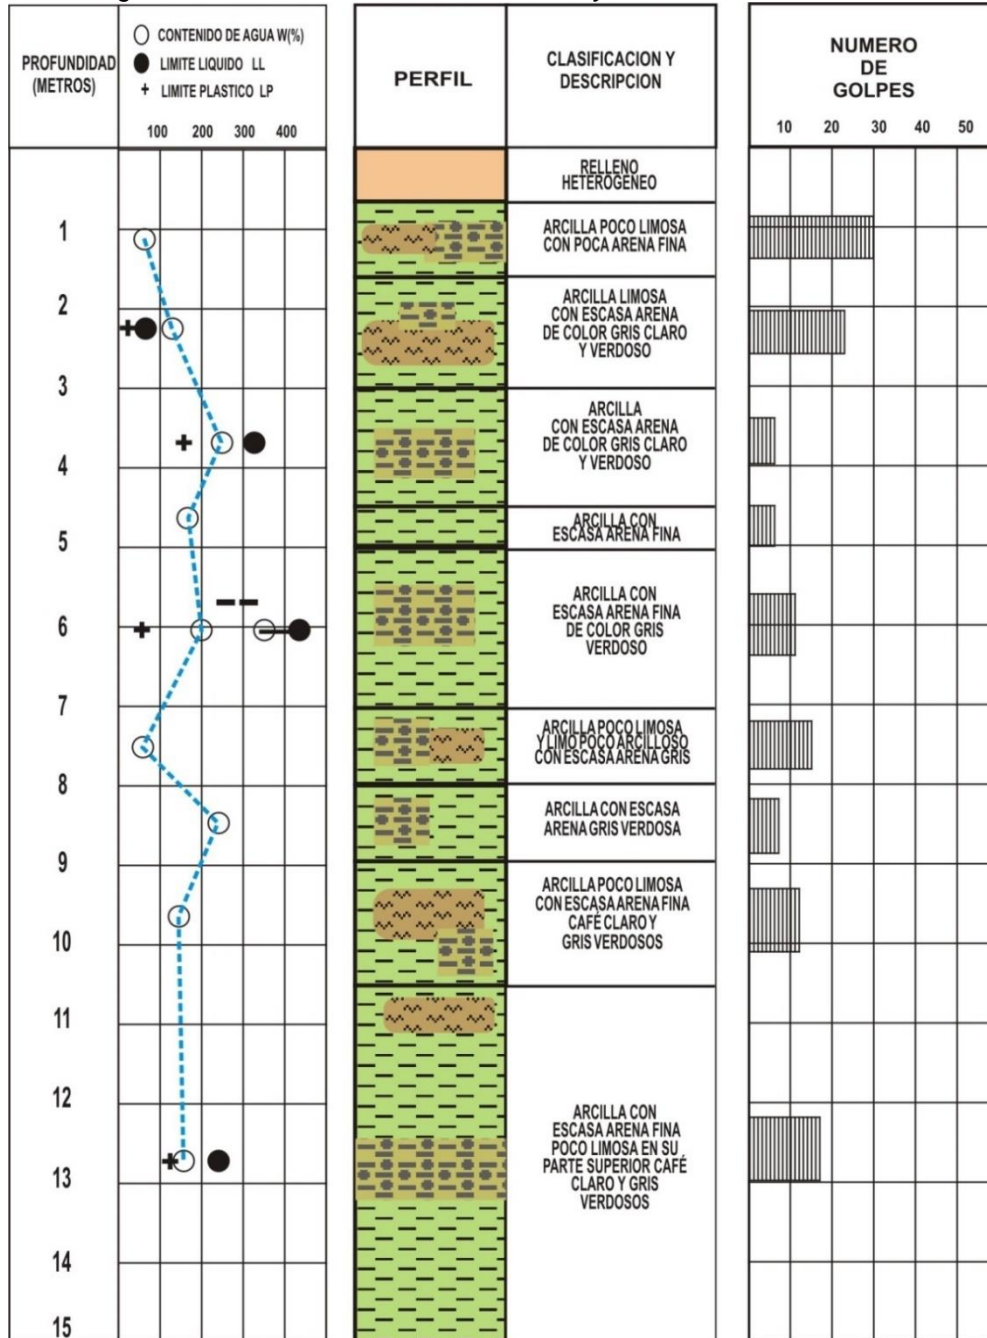 PROFUNDIDAD
(METROS)
CONTENIDO DE AGUA W(%)
LIMITE LIQUIDO LL
LIMITE PLASTICO LP
100 200 300 400
PERFIL
CLASIFICACION Y
DESCRIPCION
NUMERO
DE
GOLPES
10 20 30 40 50
RELLENO
HETEROGENEO
1
ARCILLA POCO LIMOSA
CON POCA ARENA FINA
2
ARCILLA LIMOSA
CON ESCASA ARENA
DE COLOR GRIS CLARO
Y VERDOSO
3
ARCILLA
CON ESCASA ARENA
DE COLOR GRIS CLARO
Y VERDOSO
4
ARCILLA CON
ESCASA ARENA FINA
5
ARCILLA CON
ESCASA ARENA FINA
DE COLOR GRIS
VERDOSO
6
7
ARCILLA POCO LIMOSA
Y LIMO POCO ARCILLOSO
CON ESCASA ARENA GRIS
8
ARCILLA CON ESCASA
ARENA GRIS VERDOSA
9
ARCILLA POCO LIMOSA
CON ESCASA ARENA FINA
CAFÉ CLARO Y
GRIS VERDOSOS
10
11
12
ARCILLA CON
ESCASA ARENA FINA
POCO LIMOSA EN SU
PARTE SUPERIOR CAFÉ
CLARO Y GRIS
VERDOSOS
13
14
15